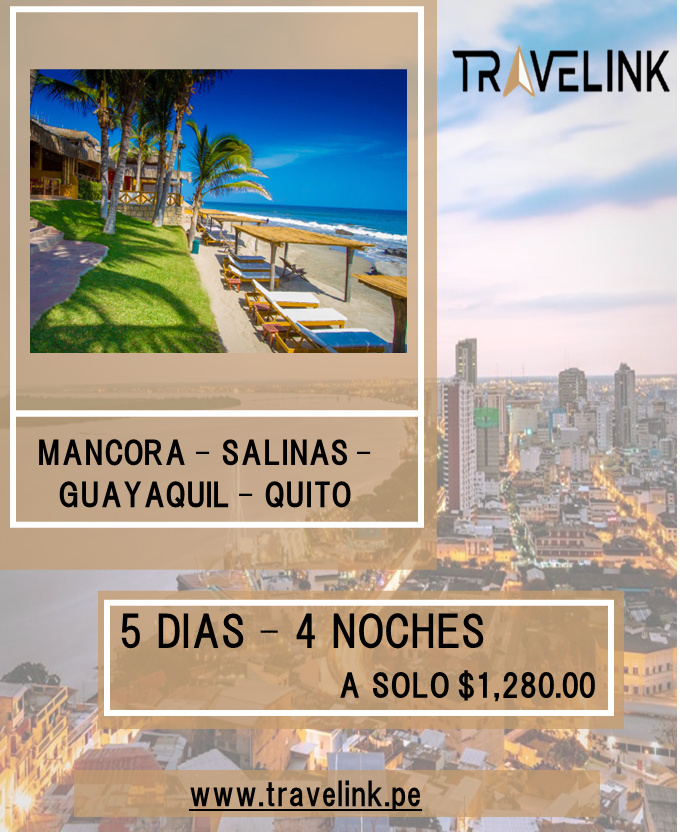 TRAVELINK
MANCORA – SALINAS –
GUAYAQUIL – QUITO
5 DIAS – 4 NOCHES
A SOLO $1,280.00
www.travelink.pe